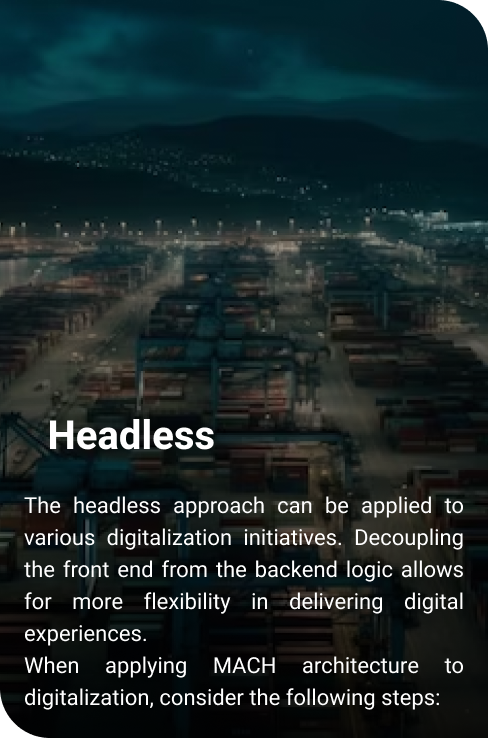 Headless
The headless approach can be applied to
various digitalization initiatives. Decoupling
the front end from the backend logic allows
for more flexibility in delivering digital
experiences.
When applying MACH architecture to
digitalization, consider the following steps: